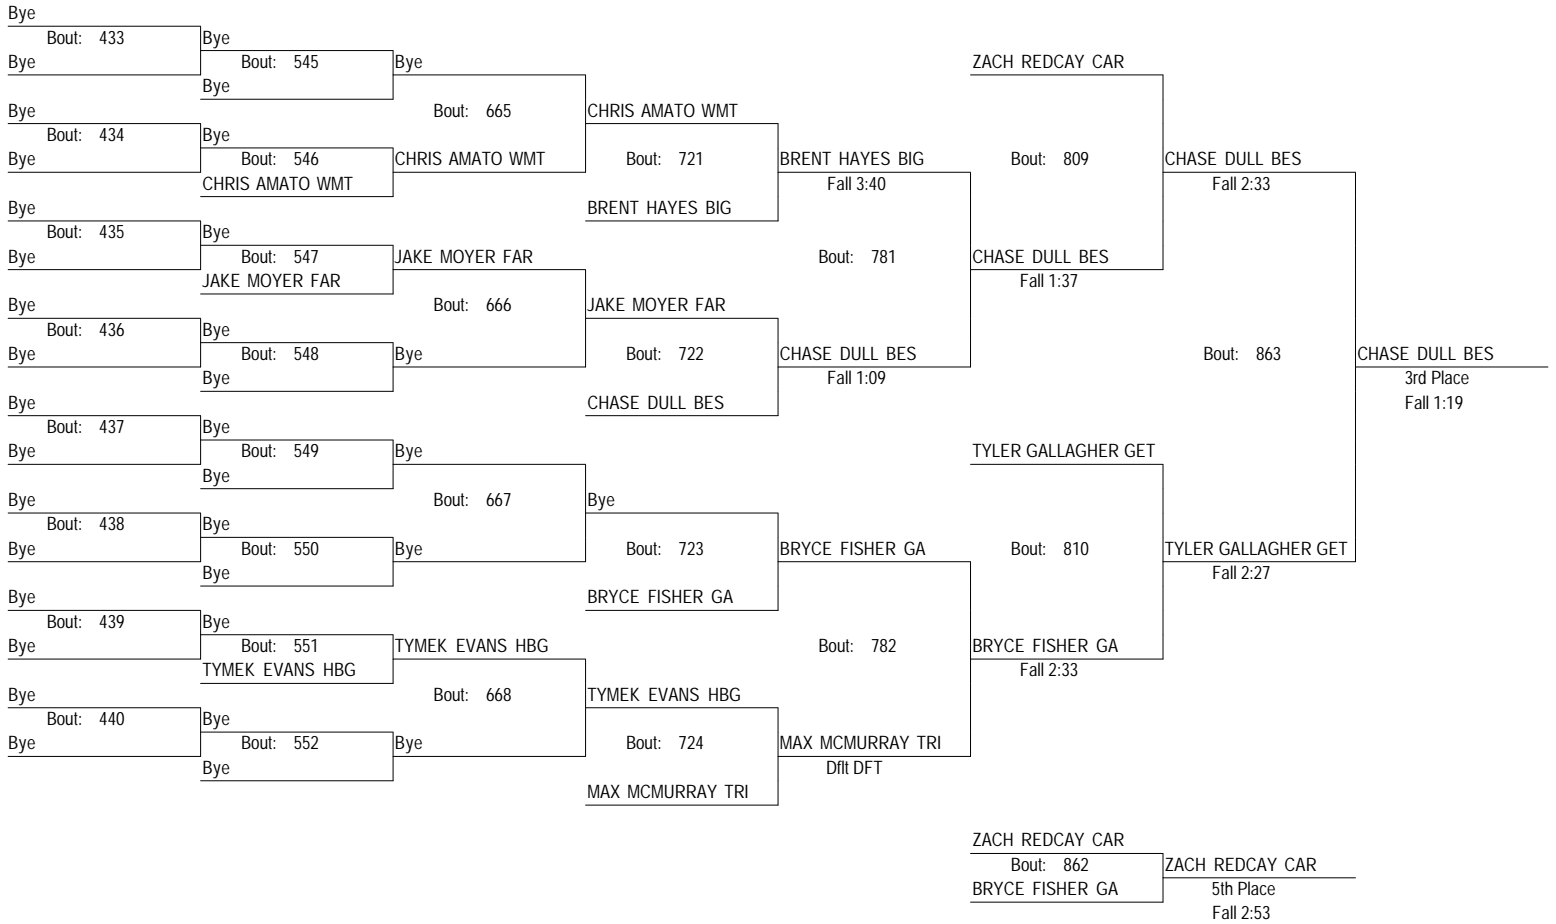 Bye
Bout: 433
Bye
Bye
Bout: 545
Bye
Bye
Bout: 434
Bye
Bye
Bout: 546
CHRIS AMATO WMT
Bye
Bout: 665
CHRIS AMATO WMT
Bye
Bout: 435
Bye
Bye
Bout: 547
JAKE MOYER FAR
Bye
Bout: 436
Bye
Bye
Bout: 548
Bye
JAKE MOYER FAR
Bout: 666
Bye
CHRIS AMATO WMT
Bout: 721
BRENT HAYES BIG
JAKE MOYER FAR
Bout: 722
CHASE DULL BES
BRENT HAYES BIG
Fall 3:40
Bout: 781
CHASE DULL BES
Fall 1:09
ZACH REDCAY CAR
Bout: 809
CHASE DULL BES
Fall 1:37
CHASE DULL BES
Fall 2:33
Bye
Bout: 437
Bye
Bye
Bout: 549
Bye
Bye
Bout: 438
Bye
Bye
Bout: 550
Bye
Bye
Bout: 667
Bye
Bye
Bout: 439
Bye
Bye
Bout: 551
TYMEK EVANS HBG
Bye
Bout: 440
Bye
Bye
Bout: 552
Bye
TYMEK EVANS HBG
Bout: 668
Bye
Bye
Bout: 723
BRYCE FISHER GA
TYMEK EVANS HBG
Bout: 724
MAX MCMURRAY TRI
BRYCE FISHER GA
Bout: 782
MAX MCMURRAY TRI
Dflt DFT
TYLER GALLAGHER GET
Bout: 810
BRYCE FISHER GA
Fall 2:33
TYLER GALLAGHER GET
Fall 2:27
Bout: 863
CHASE DULL BES
3rd Place
Fall 1:19
ZACH REDCAY CAR
Bout: 862
BRYCE FISHER GA
ZACH REDCAY CAR
5th Place
Fall 2:53